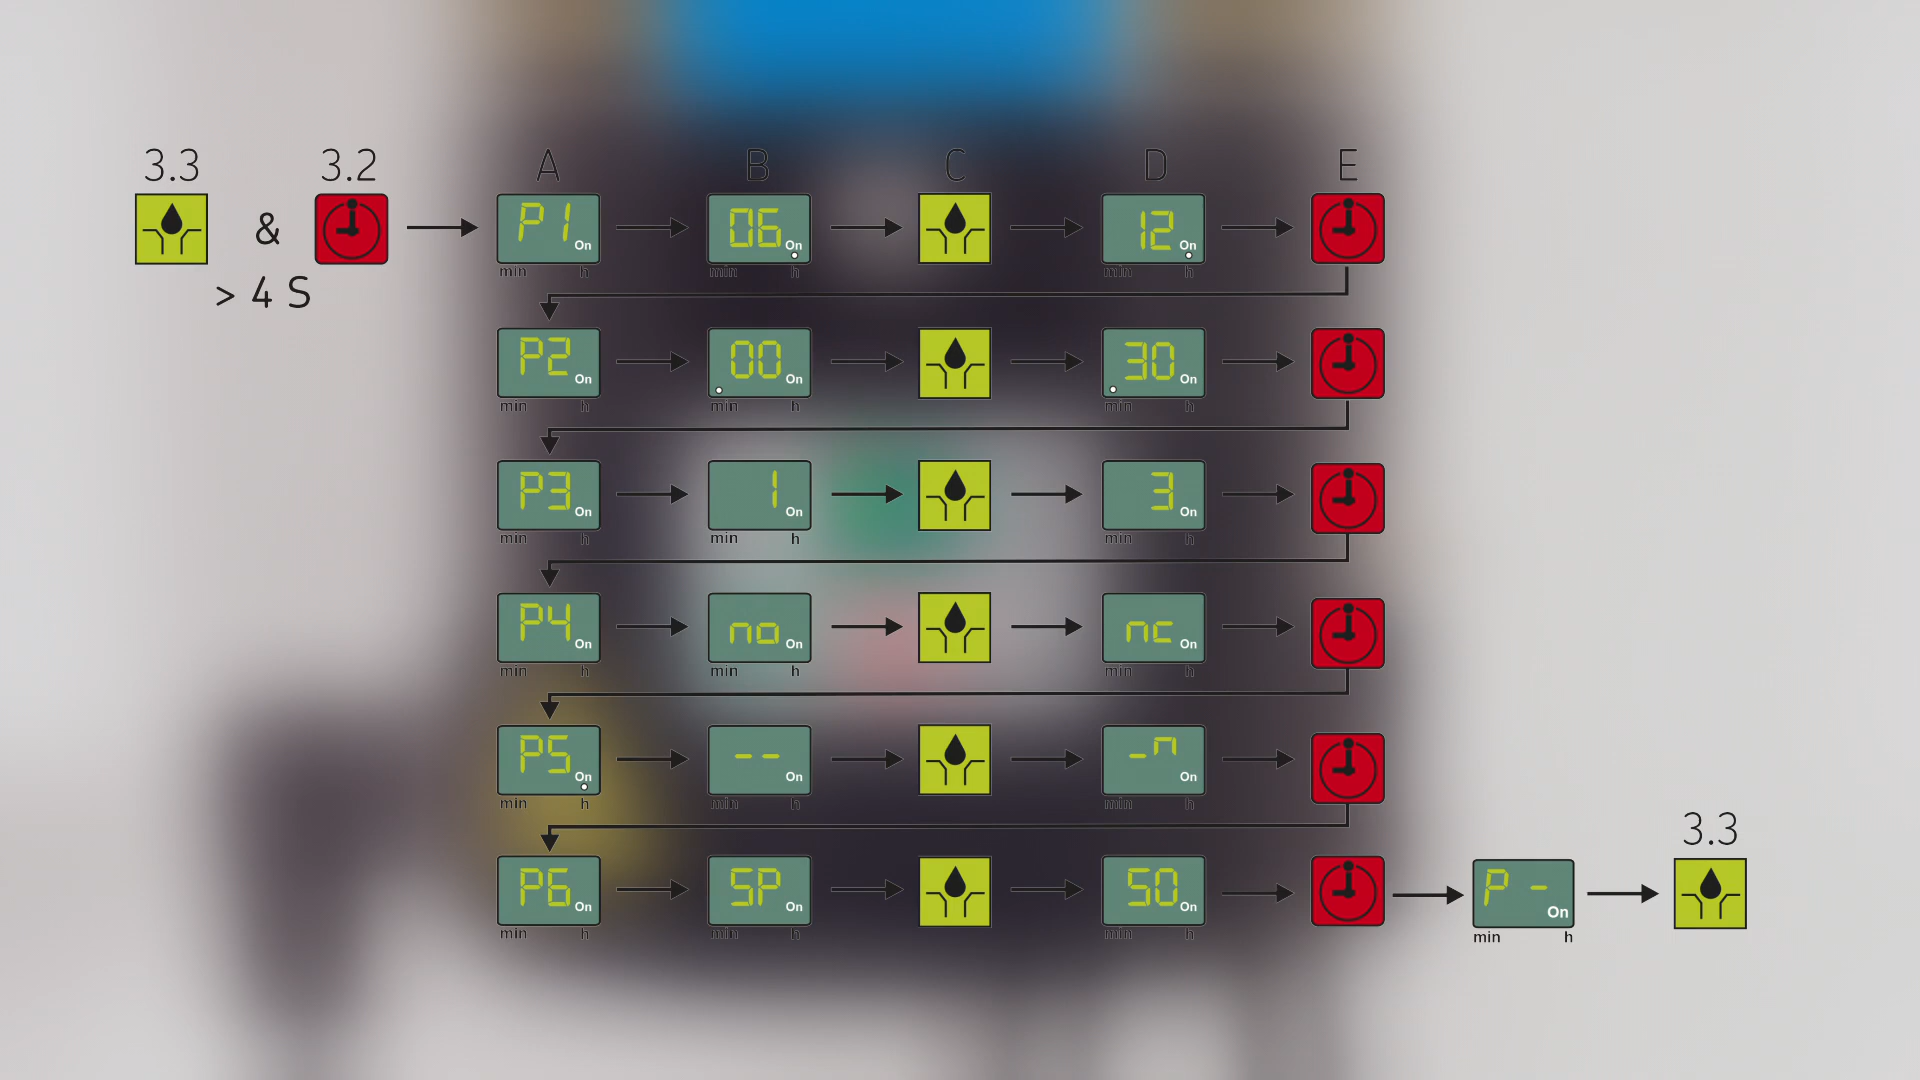 3.3 3.2 A B C D E
& P1 On 06 On 12 On
min h min h min h
> 4 S
P2 On 00 On 30 On
min h min h min h
P3 On 1 On 3 On
min h min h min h
P4 On no On nc On
min h min h min h
P5 On -- On -n On
min h min h min h
3.3
P6 On SP On SO On P - On
min h min h min h min h